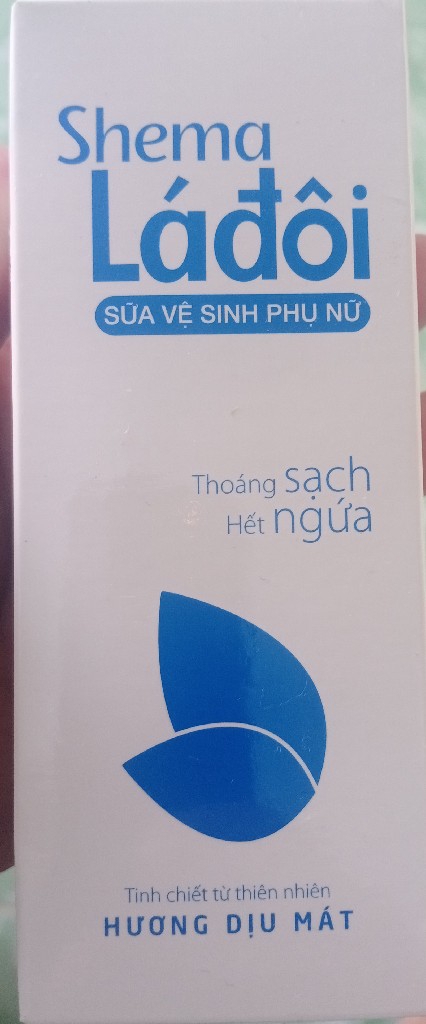 Shema
Láđôi
SỮA VỆ SINH PHỤ NỮ
Thoáng sạch
Hết ngứa
Tinh chiết từ thiên nhiên
HƯƠNG DỊU MÁT